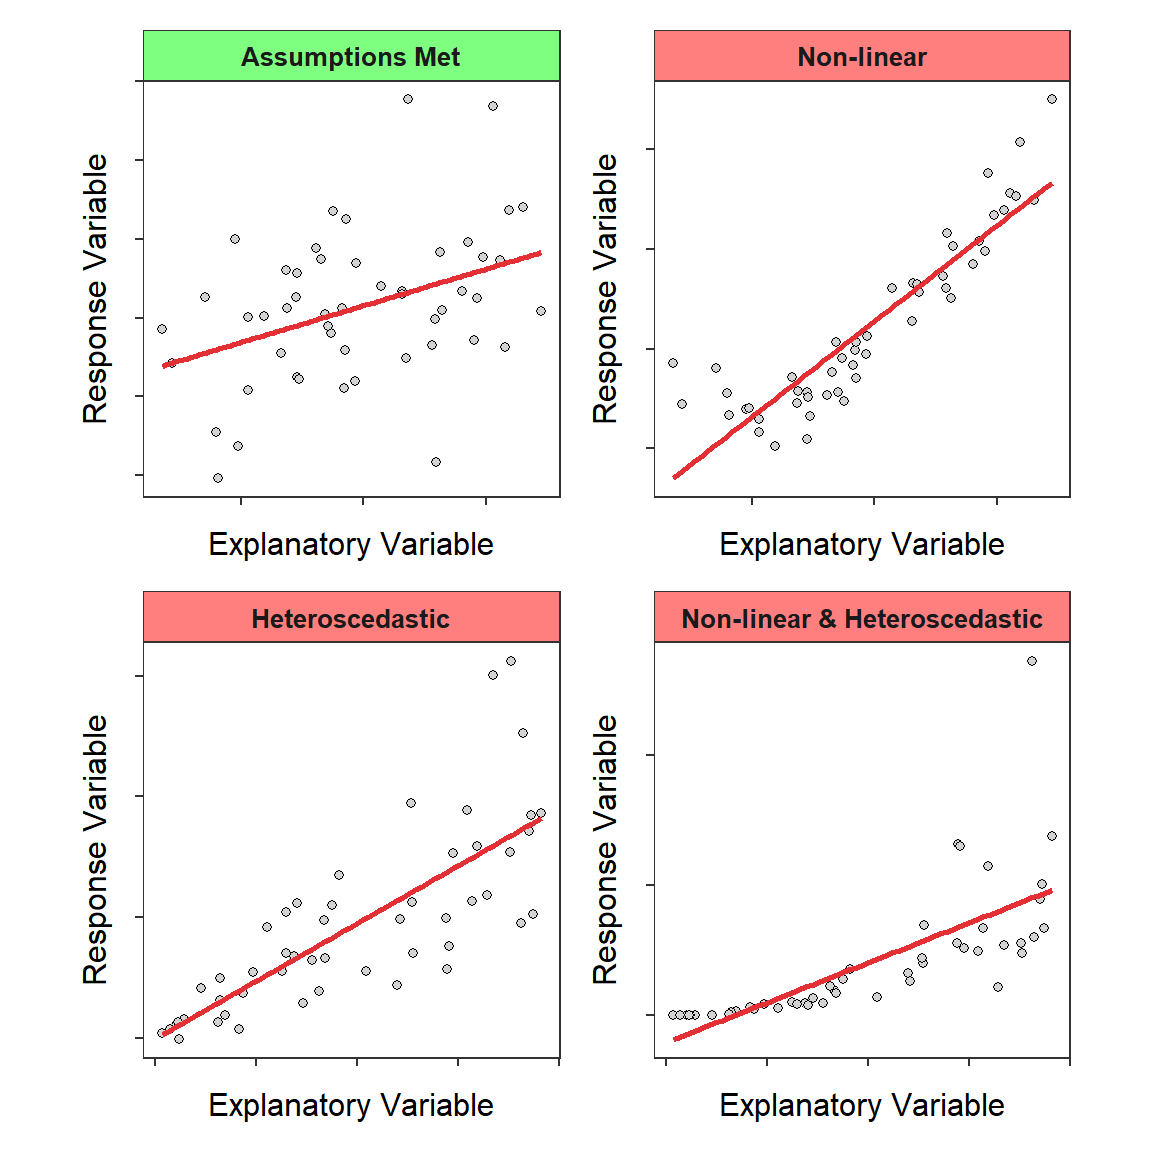 Assumptions Met
Response Variable
Explanatory Variable
Non-linear
Response Variable
Explanatory Variable
Heteroscedastic
Response Variable
Explanatory Variable
Non-linear & Heteroscedastic
Response Variable
Explanatory Variable